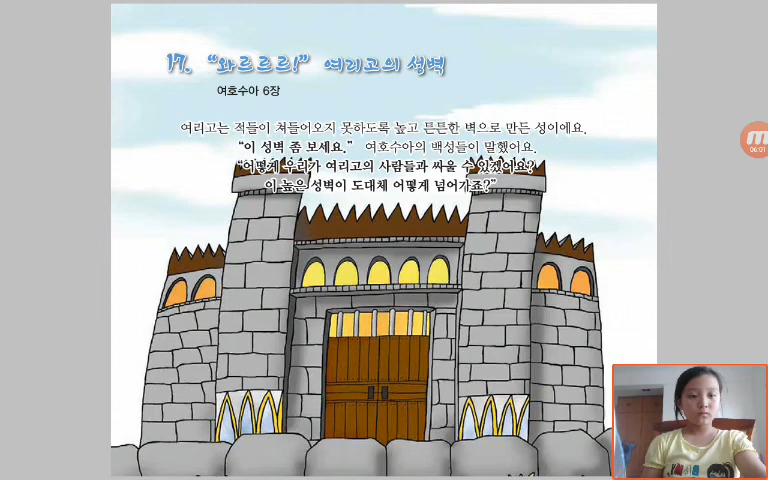 17. “와르르르!” 여리고의 성벽
여호수아 6장
여리고는 적들이 쳐들어오지 못하도록 높고 튼튼한 벽으로 만든 성이에요.
“이 성벽 좀 보세요.” 여호수아의 백성들이 말했어요.
“어떻게 우리가 여리고의 사람들과 싸울 수 있겠어요?
이 높은 성벽이 도대체 어떻게 넘어가죠?”
06:01